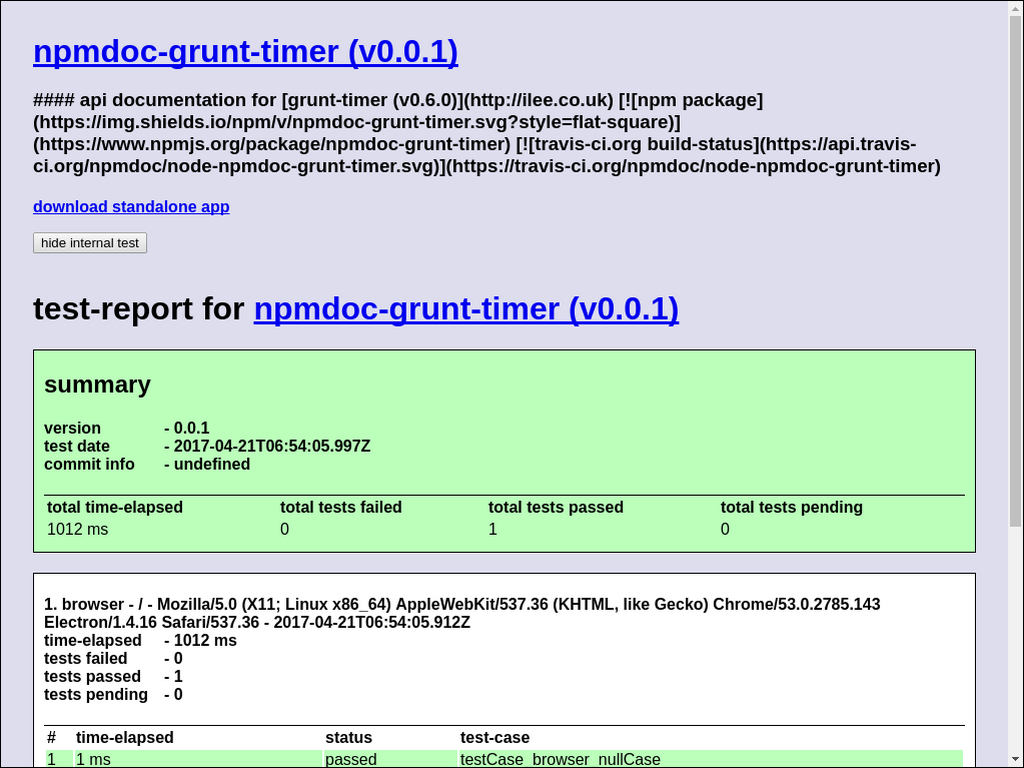 npmdoc-grunt-timer (v0.0.1)
#### api documentation for [grunt-timer (v0.6.0)](http://ilee.co.uk) [![npm package]
(https://img.shields.io/npm/v/npmdoc-grunt-timer.svg?style=flat-square)]
(https://www.npmjs.org/package/npmdoc-grunt-timer) [![travis-ci.org build-status](https://api.travis-
ci.org/npmdoc/node-npmdoc-grunt-timer.svg)](https://travis-ci.org/npmdoc/node-npmdoc-grunt-timer)
download standalone app
hide internal test
test-report for npmdoc-grunt-timer (v0.0.1)
summary
version - 0.0.1
test date - 2017-04-21T06:54:05.997Z
commit info - undefined
total time-elapsed total tests failed total tests passed total tests pending
1012 ms 0 1 0
1. browser - / - Mozilla/5.0 (X11; Linux x86_64) AppleWebKit/537.36 (KHTML, like Gecko) Chrome/53.0.2785.143
Electron/1.4.16 Safari/537.36 - 2017-04-21T06:54:05.912Z
time-elapsed - 1012 ms
tests failed - 0
tests passed - 1
tests pending - 0
# time-elapsed status test-case
1 1 ms passed testCase_browser_nullCase